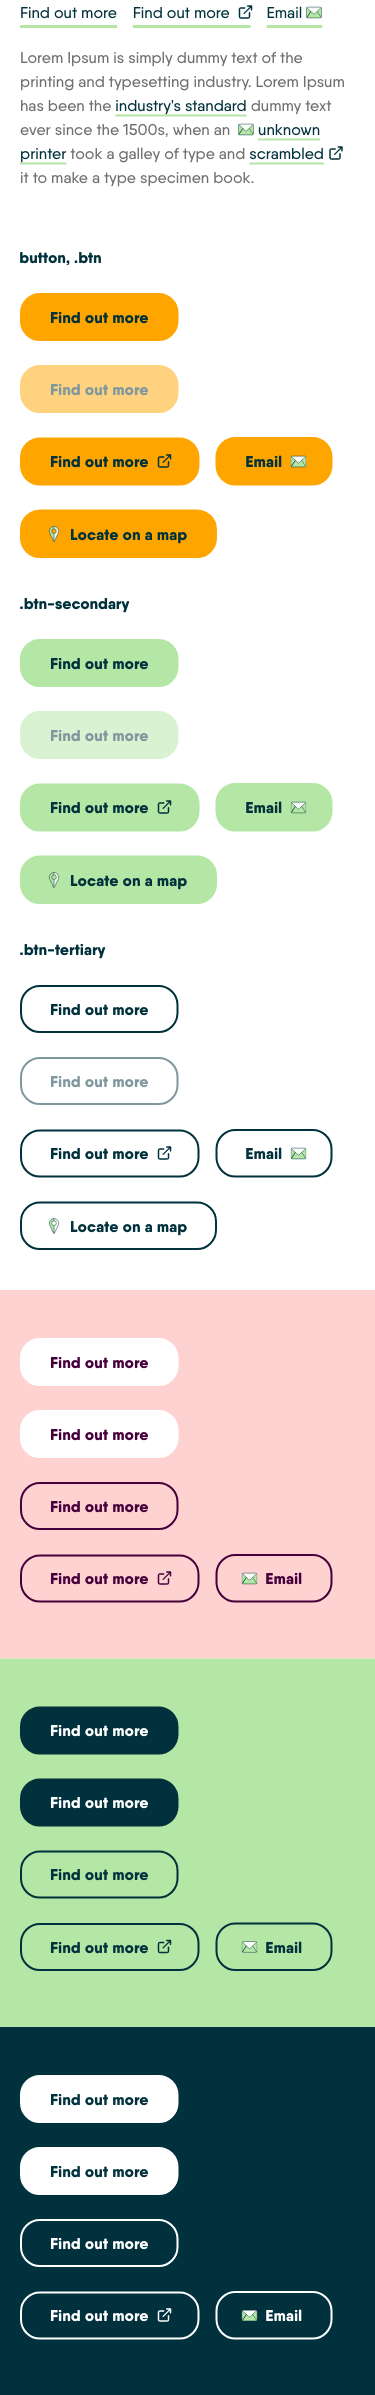 Find out more Find out more Email
Lorem Ipsum is simply dummy text of the
printing and typesetting industry. Lorem Ipsum
has been the industry's standard dummy text
ever since the 1500s, when an unknown
printer took a galley of type and scrambled
it to make a type specimen book.
button, .btn
Find out more
Find out more
Find out more Email
Locate on a map
.btn-secondary
Find out more
Find out more
Find out more Email
Locate on a map
.btn-tertiary
Find out more
Find out more
Find out more Email
Locate on a map
Find out more
Find out more
Find out more
Find out more Email
Find out more
Find out more
Find out more
Find out more Email
Find out more
Find out more
Find out more
Find out more Email